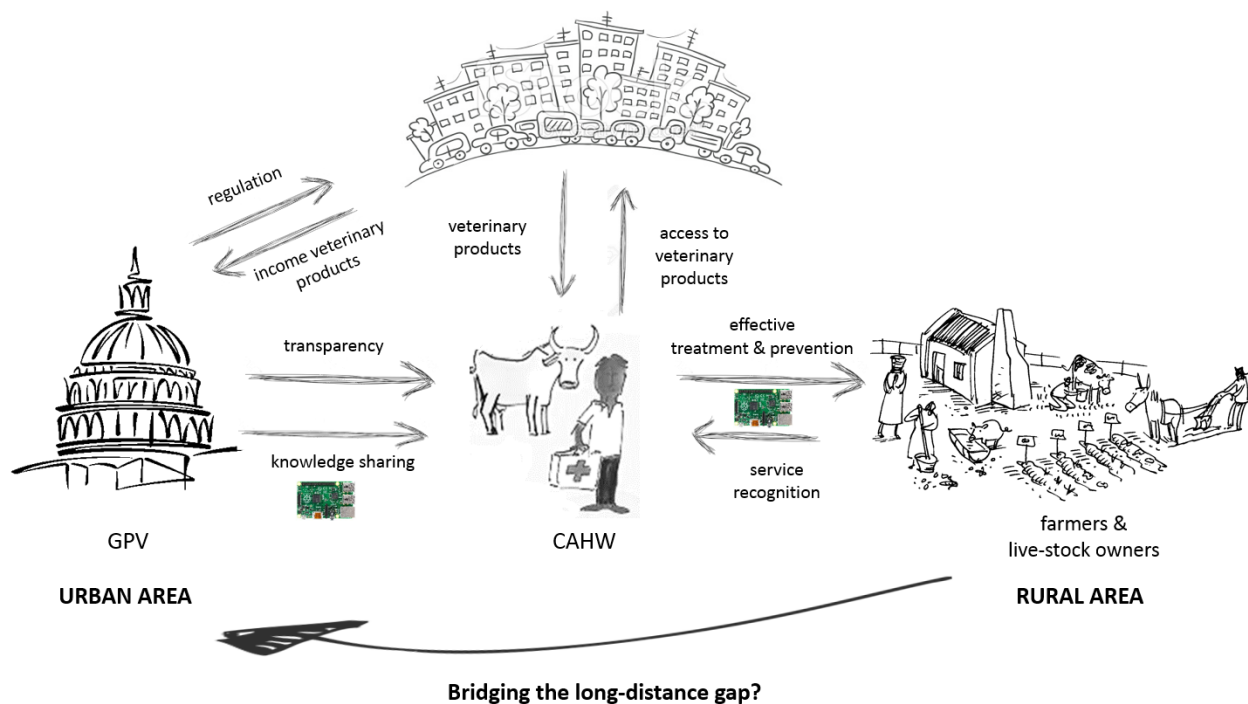 regulation
income veterinary
products
veterinary
products
access to
veterinary
products
transparency
knowledge sharing
effective
treatment & prevention
service
recognition
GPV
CAHW
farmers &
live-stock owners
URBAN AREA
RURAL AREA
Bridging the long-distance gap?